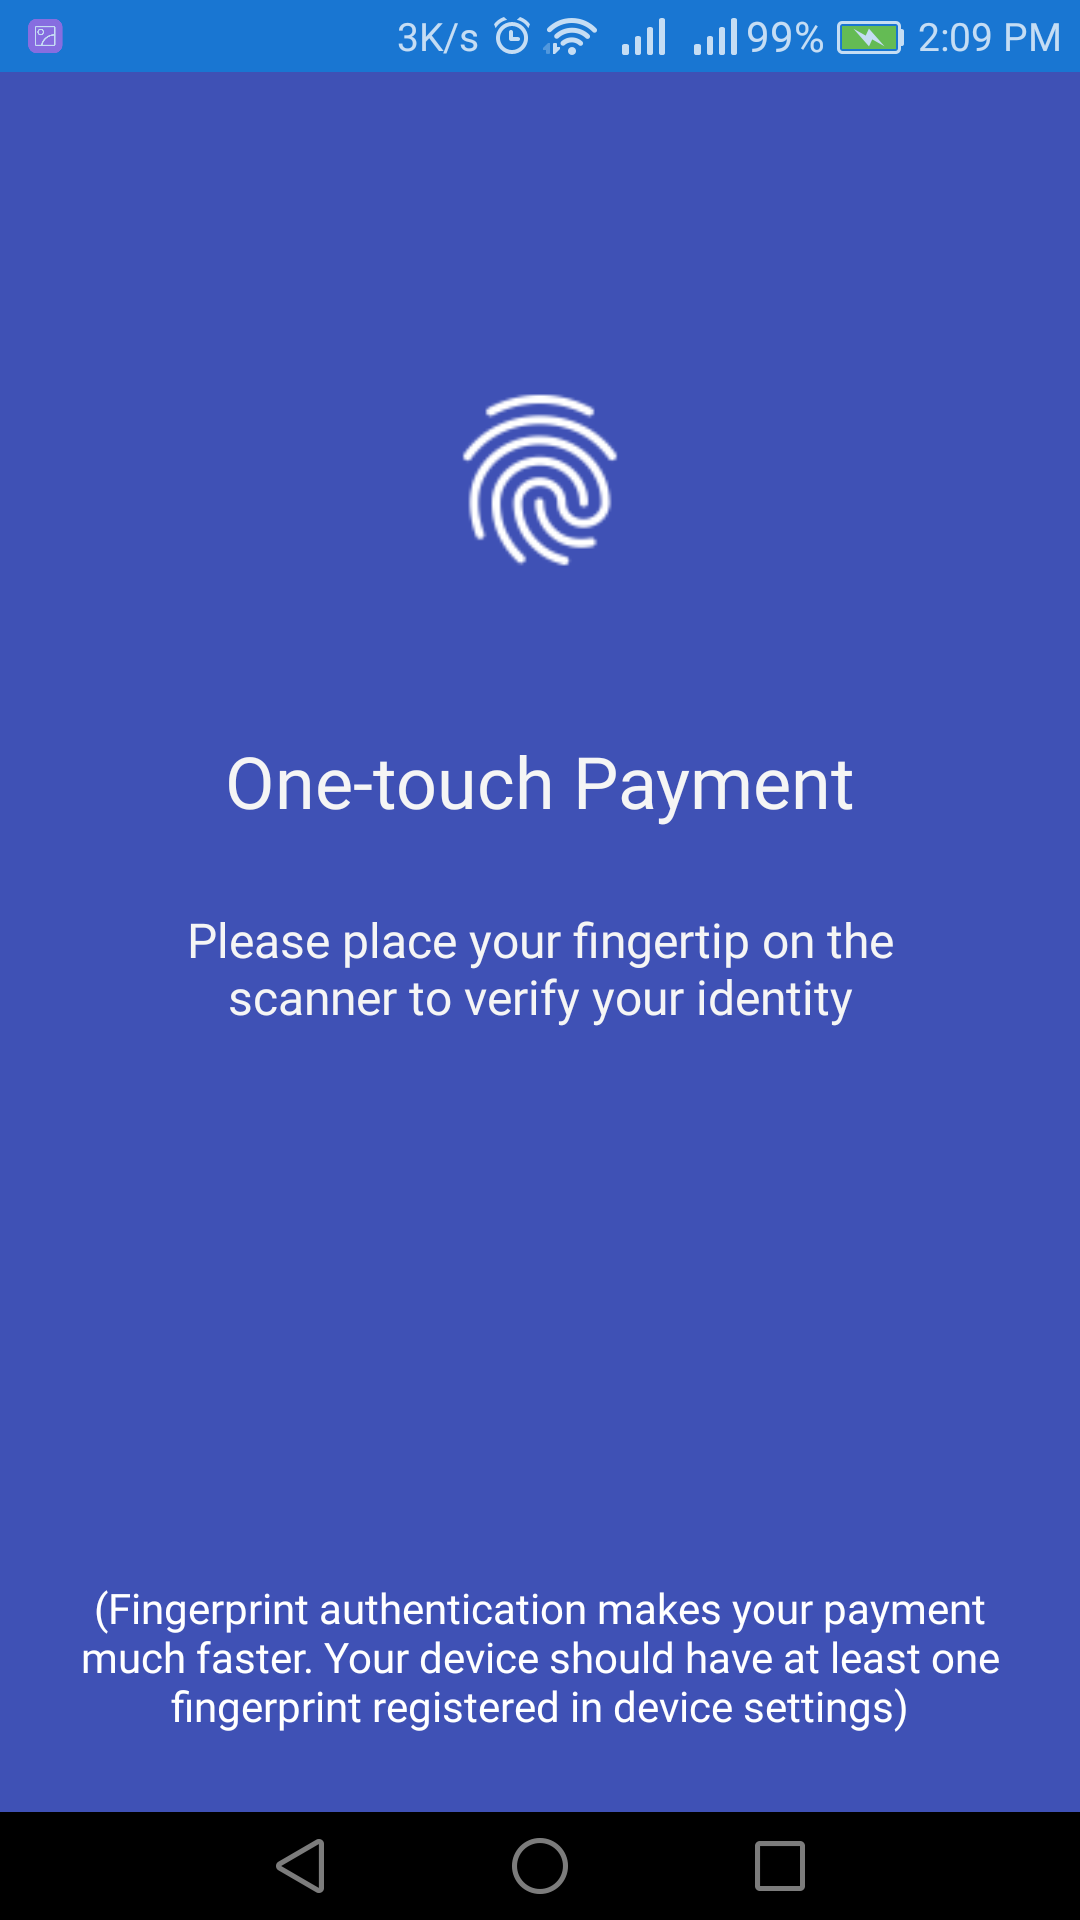 3K/s 99% 2:09 PM
One-touch Payment
Please place your fingertip on the
scanner to verify your identity
(Fingerprint authentication makes your payment
much faster. Your device should have at least one
fingerprint registered in device settings)